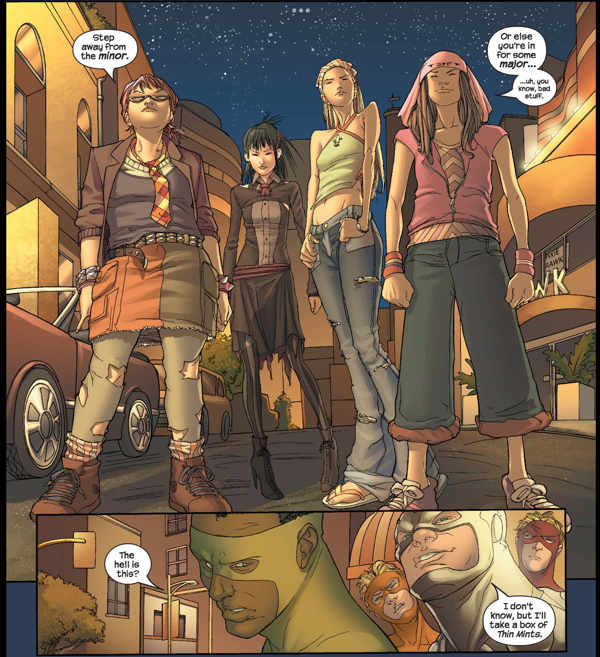 Step
away from
the minor.
Or else
you're in
for some
major...
...uh, you
know, bad
stuff.
The
hell is
this?
I don't
know, but I'll
take a box of
Thin Mints.